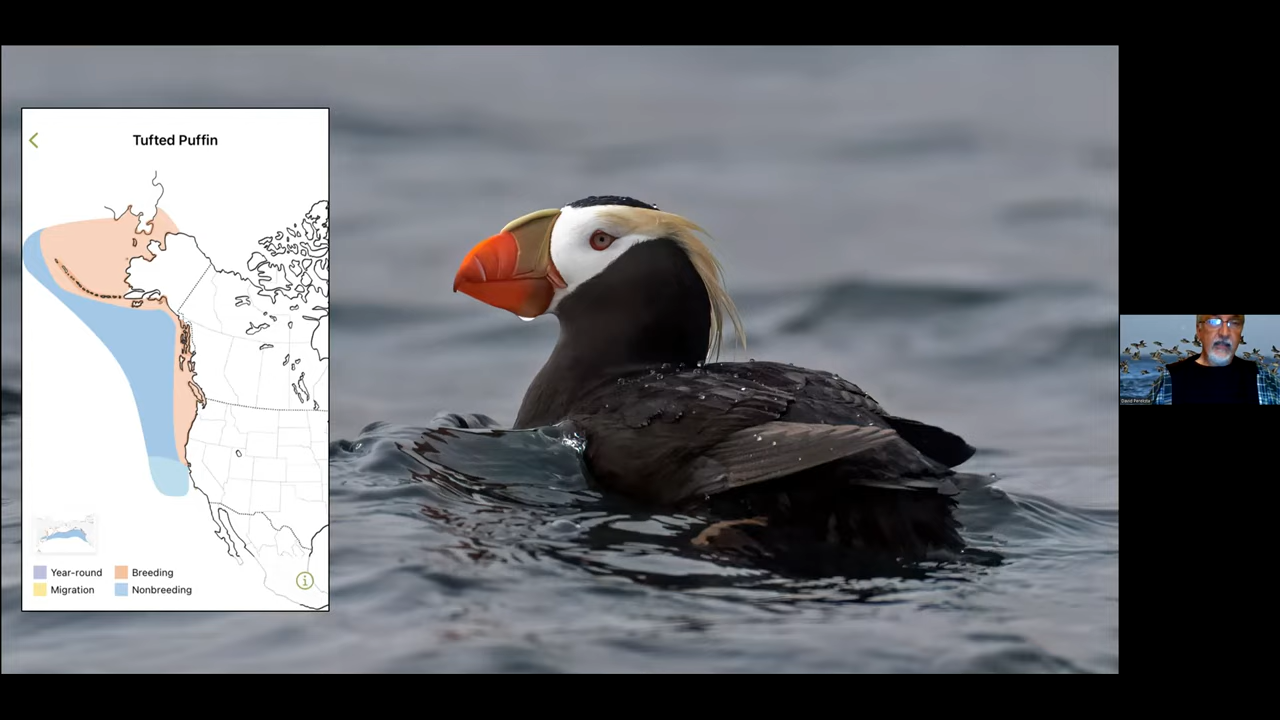 Tufted Puffin
Year-round
Breeding
Migration
Nonbreeding